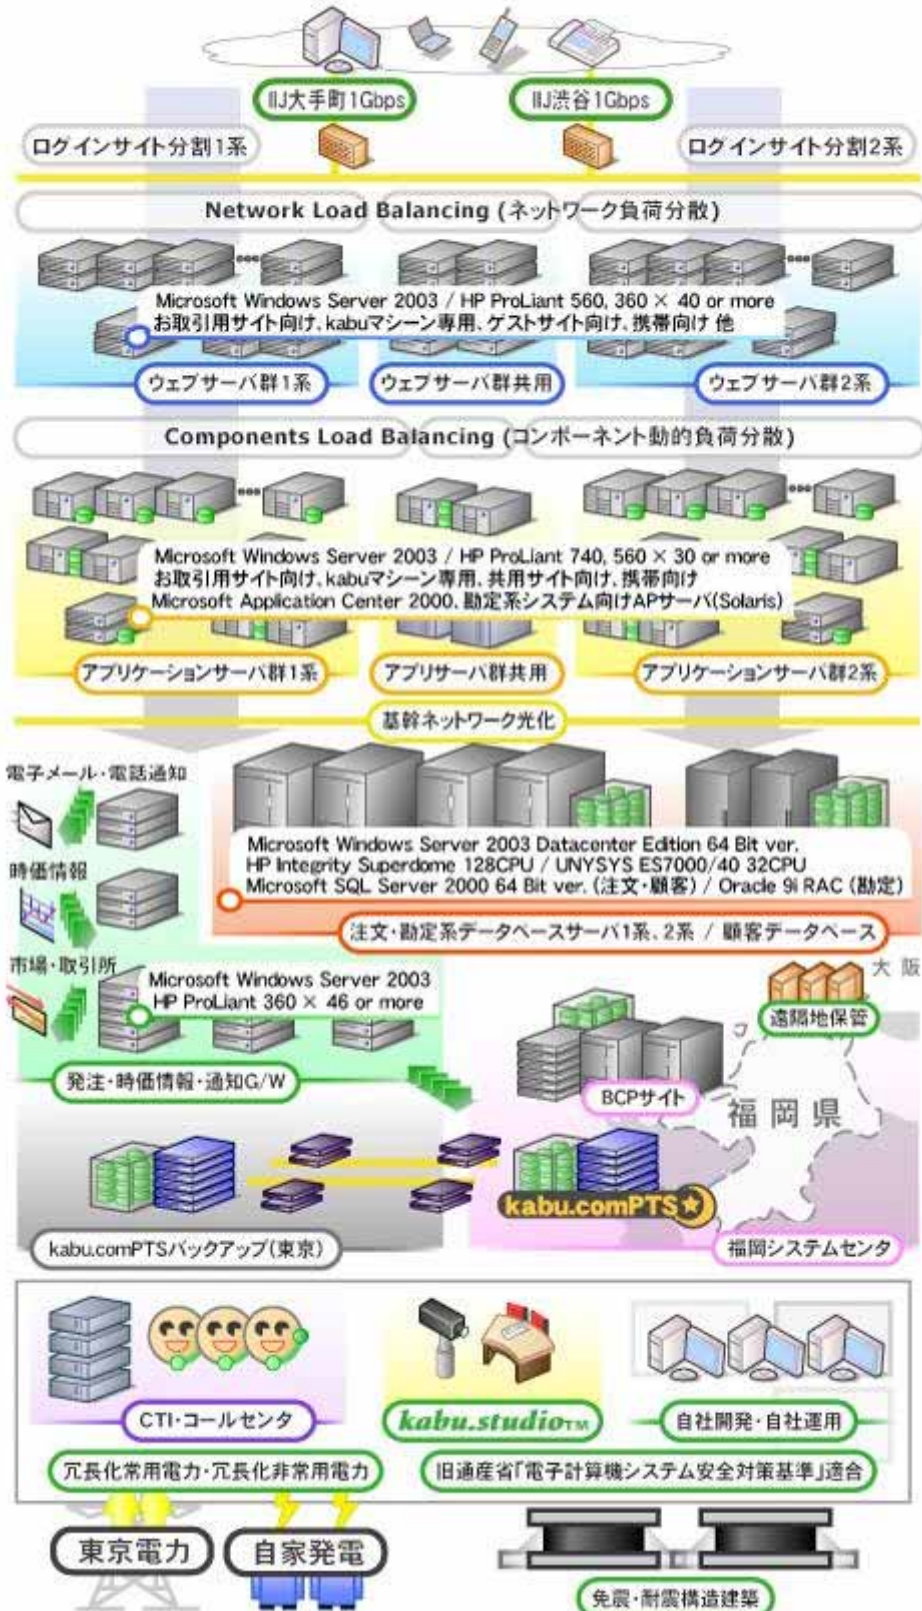 IIJ大手町1Gbps
IIJ渋谷1Gbps
ログインサイト分割1系
ログインサイト分割2系
Network Load Balancing (ネットワーク負荷分散)
Microsoft Windows Server 2003 / HP ProLiant 560, 360 × 40 or more
お取引用サイト向け、kabuマシーン専用、ゲストサイト向け、携帯向け 他
ウェブサーバ群1系
ウェブサーバ群共用
ウェブサーバ群2系
Components Load Balancing (コンポーネント動的負荷分散)
Microsoft Windows Server 2003 / HP ProLiant 740, 560 × 30 or more
お取引用サイト向け、kabuマシーン専用、共用サイト向け、携帯向け
Microsoft Application Center 2000、勘定系システム向けAPサーバ(Solaris)
アプリケーションサーバ群1系
アプリサーバ群共用
アプリケーションサーバ群2系
基幹ネットワーク光化
電子メール・電話通知
時価情報
市場・取引所
Microsoft Windows Server 2003 Datacenter Edition 64 Bit ver.
HP Integrity Superdome 128CPU / UNYSYS ES7000/40 32CPU
Microsoft SQL Server 2000 64 Bit ver. (注文・顧客) / Oracle 9i RAC (勘定)
注文・勘定系データベースサーバ1系、2系 / 顧客データベース
Microsoft Windows Server 2003
HP ProLiant 360 × 46 or more
発注・時価情報・通知G/W
大阪
遠隔地保管
BCPサイト
福岡県
kabu.comPTS
kabu.comPTSバックアップ(東京)
福岡システムセンタ
CTI・コールセンタ
kabu.studio™
自社開発・自社運用
冗長化常用電力・冗長化非常用電力
旧通産省「電子計算機システム安全対策基準」適合
東京電力
自家発電
免震・耐震構造建築